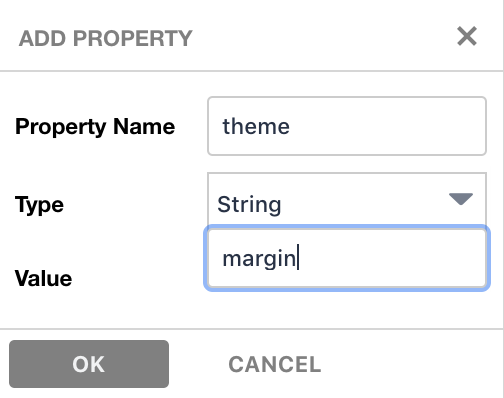 ADD PROPERTY
Property Name
theme
Type
String
Value
margin
OK
CANCEL